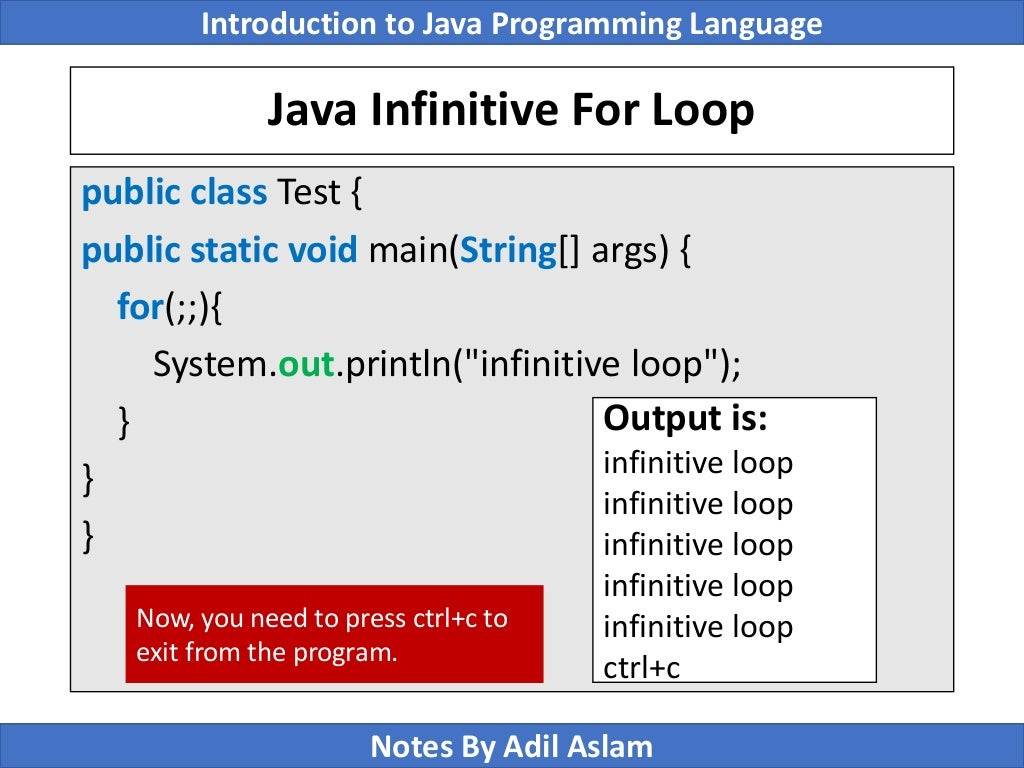 Introduction to Java Programming Language
Java Infinitive For Loop
public class Test {
public static void main(String[] args) {
for(;;){
System.out.println("infinitive loop");
}
}
}
Output is:
infinitive loop
infinitive loop
infinitive loop
infinitive loop
infinitive loop
ctrl+c
Now, you need to press ctrl+c to
exit from the program.
Notes By Adil Aslam